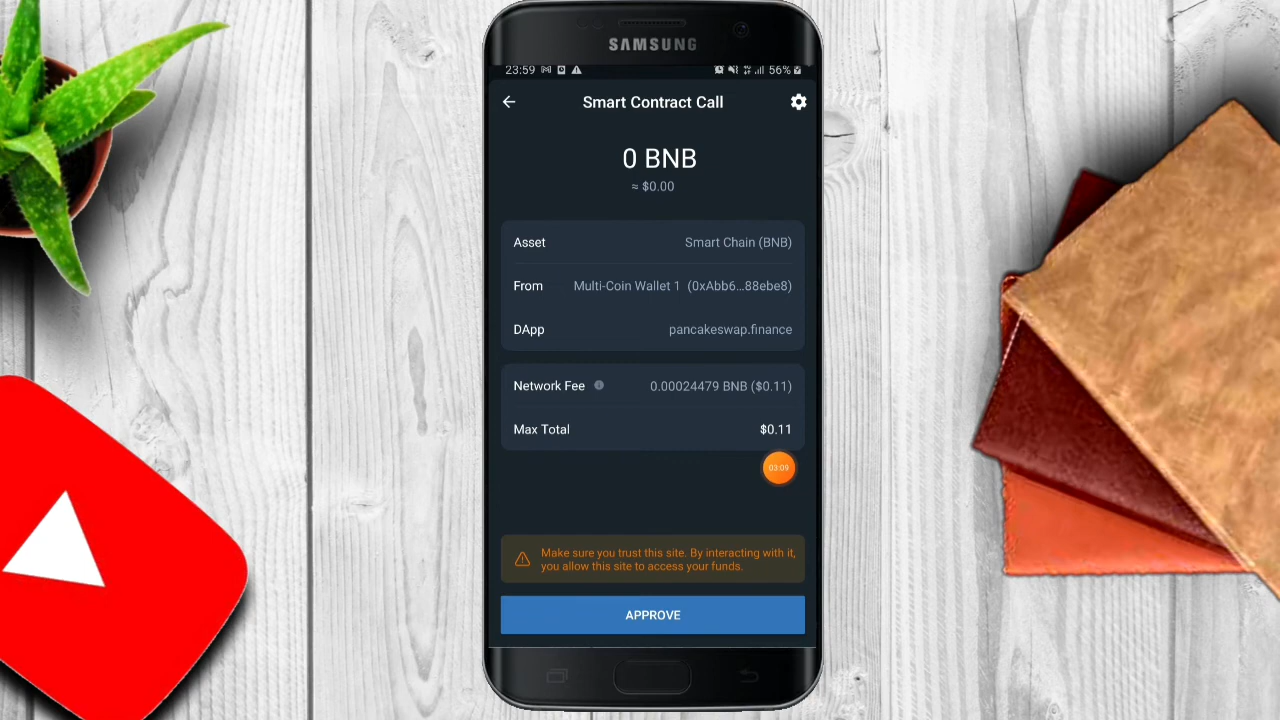 SAMSUNG
23:59 56%
Smart Contract Call
0 BNB
≈ $0.00
Asset Smart Chain (BNB)
From Multi-Coin Wallet 1 (0xAbb6...88ebe8)
DApp pancakeswap.finance
Network Fee 0.00024479 BNB ($0.11)
Max Total $0.11
03:09
Make sure you trust this site. By interacting with it,
you allow this site to access your funds.
APPROVE